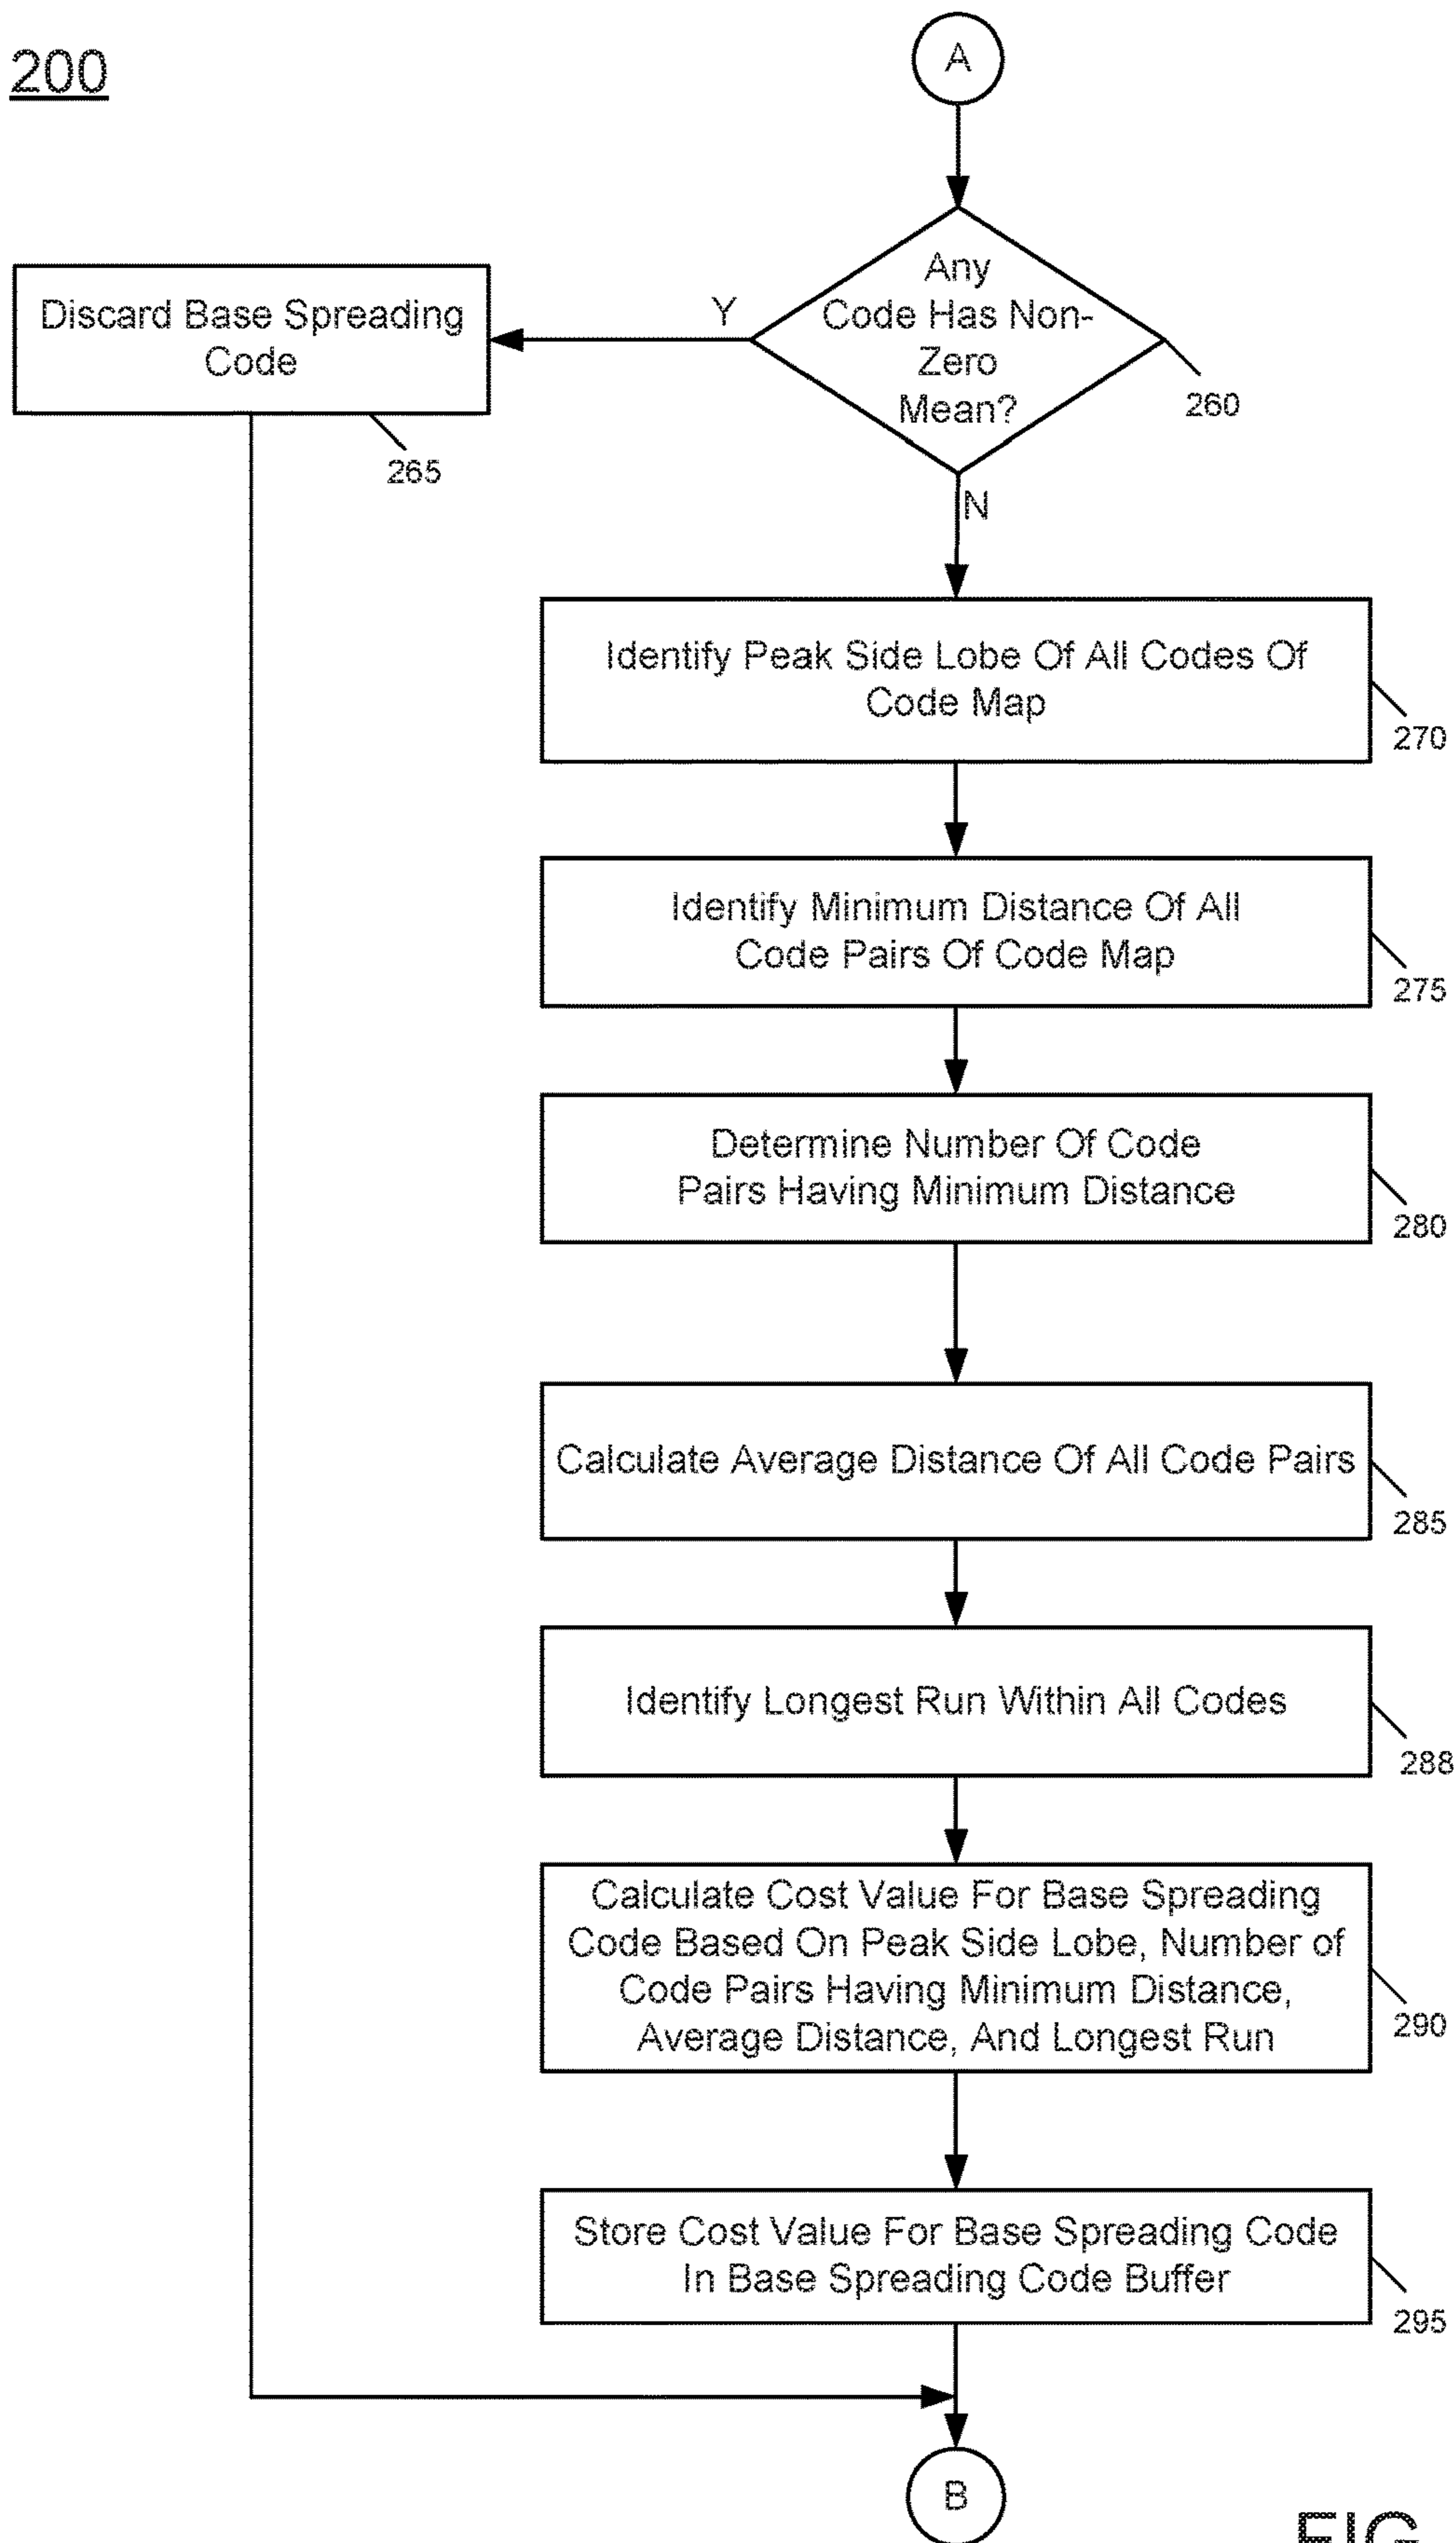 200
A
Any
Code Has Non-
Zero
Mean?
260
Y
Discard Base Spreading
Code
265
N
Identify Peak Side Lobe Of All Codes Of
Code Map
270
Identify Minimum Distance Of All
Code Pairs Of Code Map
275
Determine Number Of Code
Pairs Having Minimum Distance
280
Calculate Average Distance Of All Code Pairs
285
Identify Longest Run Within All Codes
288
Calculate Cost Value For Base Spreading
Code Based On Peak Side Lobe, Number of
Code Pairs Having Minimum Distance,
Average Distance, And Longest Run
290
Store Cost Value For Base Spreading Code
In Base Spreading Code Buffer
295
B
FIG